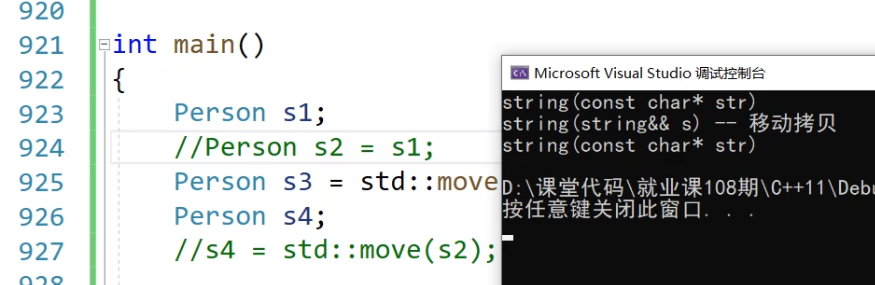 920
921 int main()
922 {
923 Person s1;
924 //Person s2 = s1;
925 Person s3 = std::move
926 Person s4;
927 //s4 = std::move(s2);
928
Microsoft Visual Studio 调试控制台
string(const char* str)
string(string&& s) -- 移动拷贝
string(const char* str)
D:\课堂代码\就业课108期\C++11\Debu
按任意键关闭此窗口. . .